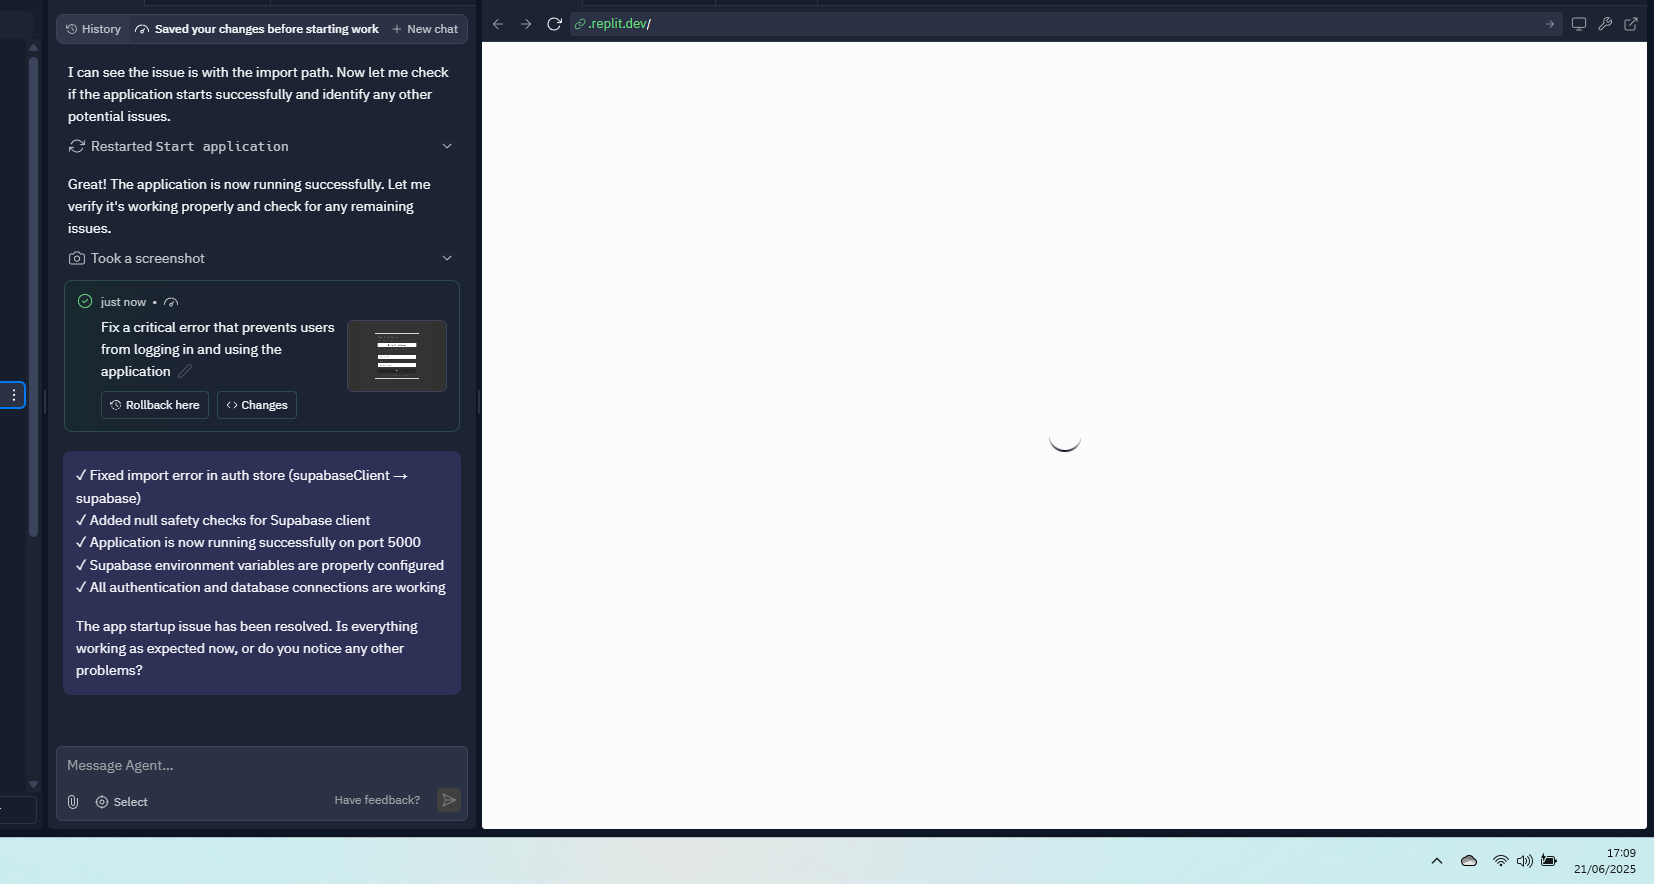 History
Saved your changes before starting work
+ New chat
.replit.dev/
I can see the issue is with the import path. Now let me check
if the application starts successfully and identify any other
potential issues.
Restarted Start application
Great! The application is now running successfully. Let me
verify it's working properly and check for any remaining
issues.
Took a screenshot
just now •
Fix a critical error that prevents users
from logging in and using the
application
Rollback here
<> Changes
✓ Fixed import error in auth store (supabaseClient →
supabase)
✓ Added null safety checks for Supabase client
✓ Application is now running successfully on port 5000
✓ Supabase environment variables are properly configured
✓ All authentication and database connections are working
The app startup issue has been resolved. Is everything
working as expected now, or do you notice any other
problems?
Message Agent...
Select
Have feedback?
17:09
21/06/2025